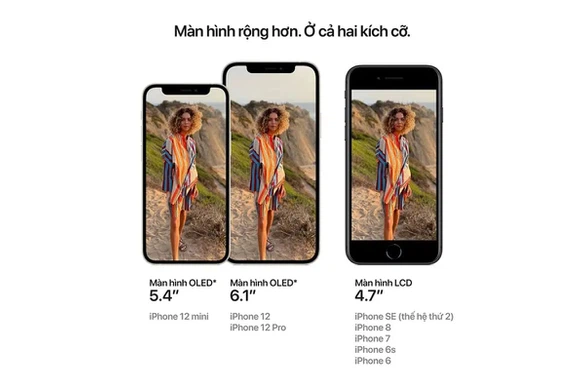 Màn hình rộng hơn. Ở cả hai kích cỡ.
Màn hình OLED*
5.4″
iPhone 12 mini
Màn hình OLED*
6.1″
iPhone 12
iPhone 12 Pro
Màn hình LCD
4.7″
iPhone SE (thế hệ thứ 2)
iPhone 8
iPhone 7
iPhone 6s
iPhone 6